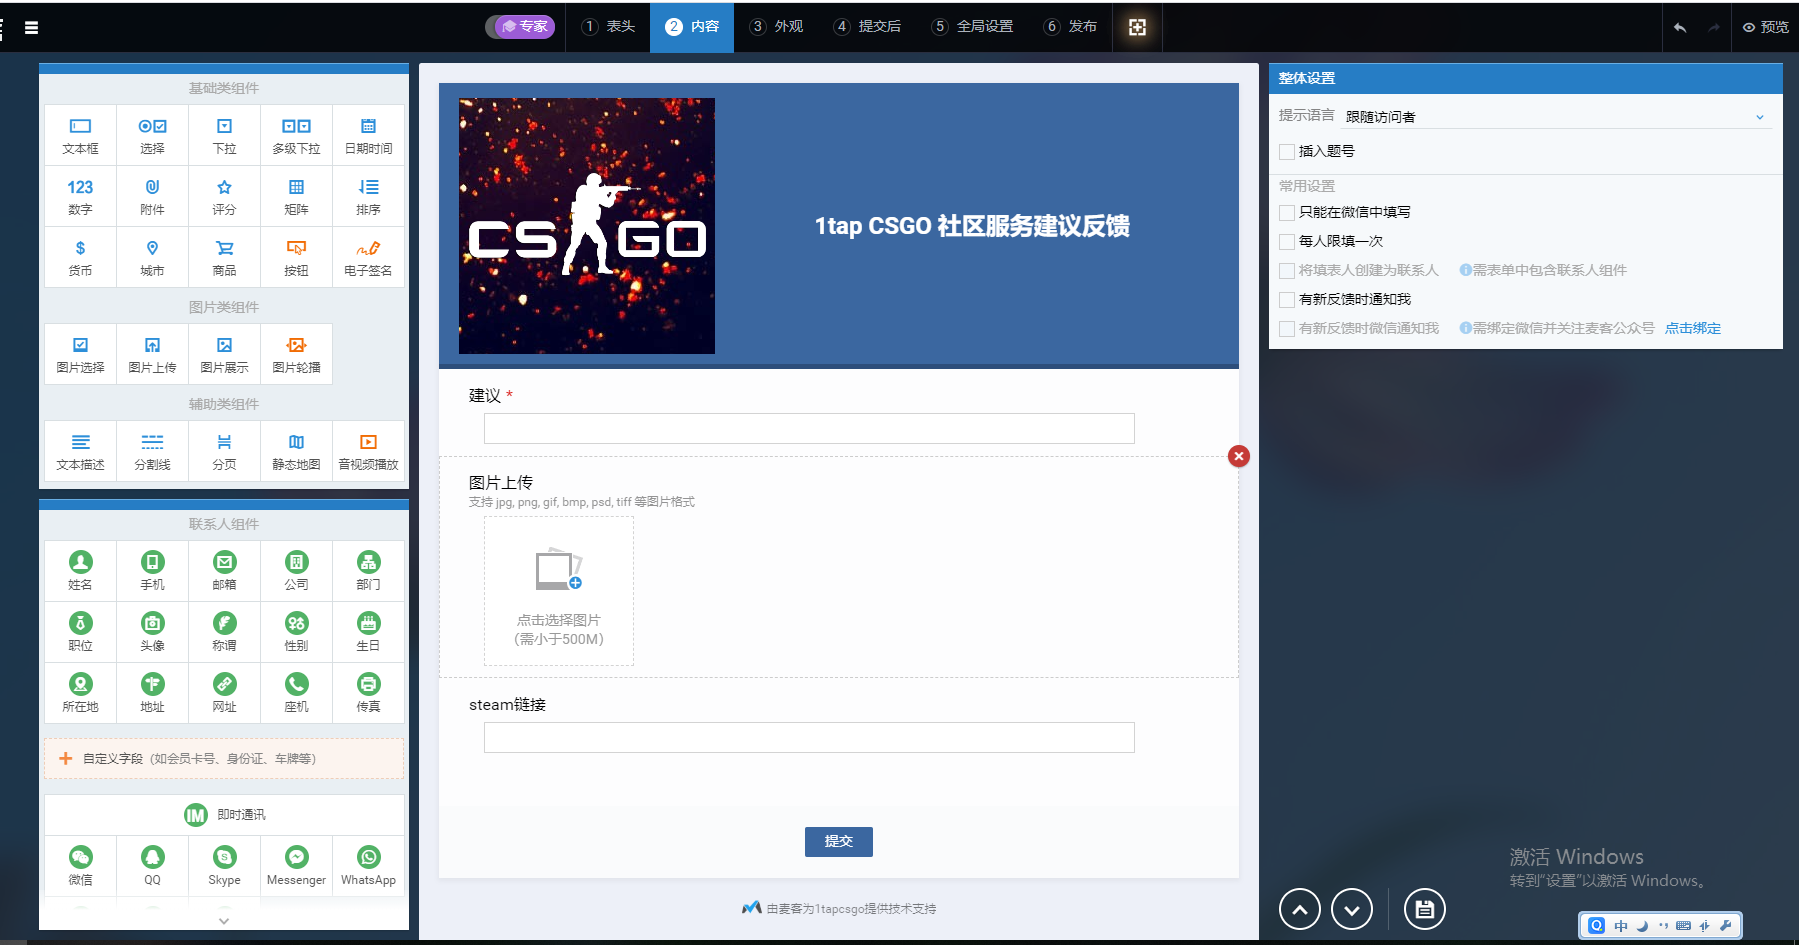 专家
1 表头
2 内容
3 外观
4 提交后
5 全局设置
6 发布
预览
基础类组件
文本框 选择 下拉 多级下拉 日期时间
123
数字 附件 评分 矩阵 排序
$
货币 城市 商品 按钮 电子签名
图片类组件
图片选择 图片上传 图片展示 图片轮播
辅助类组件
文本描述 分割线 分页 静态地图 音视频播放
联系人组件
姓名 手机 邮箱 公司 部门
职位 头像 称谓 性别 生日
所在地 地址 网址 座机 传真
自定义字段 (如会员卡号、身份证、车牌等)
IM 即时通讯
微信 QQ Skype Messenger WhatsApp
CSGO
1tap CSGO 社区服务建议反馈
建议 *
图片上传
支持 jpg, png, gif, bmp, psd, tiff 等图片格式
点击选择图片
(需小于500M)
steam链接
提交
由麦客为1tapcsgo提供技术支持
整体设置
提示语言 跟随访问者
插入题号
常用设置
只能在微信中填写
每人限填一次
将填表人创建为联系人 需表单中包含联系人组件
有新反馈时通知我
有新反馈时微信通知我 需绑定微信并关注麦客公众号 点击绑定
激活 Windows
转到“设置”以激活 Windows。
中